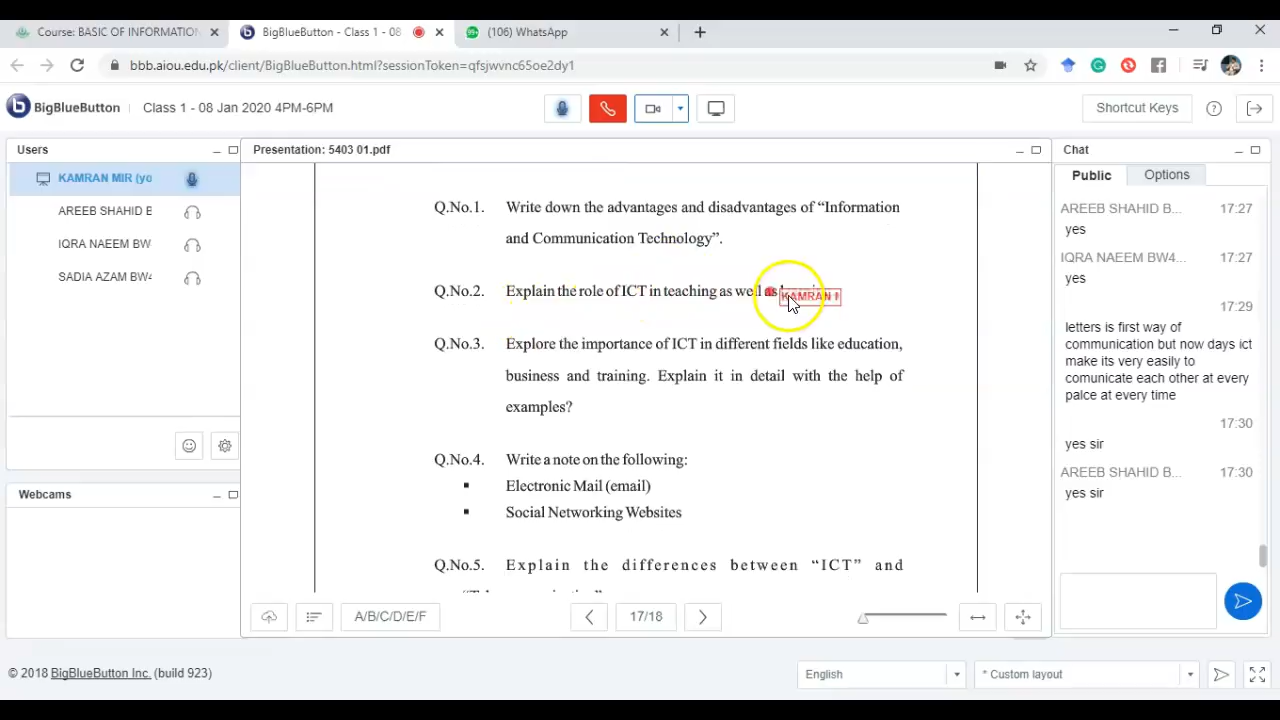 Course: BASIC OF INFORMATION
BigBlueButton - Class 1 - 08
99+
(106) WhatsApp
bbb.aiou.edu.pk/client/BigBlueButton.html?sessionToken=qfsjwvnc65oe2dy1
BigBlueButton
Class 1 - 08 Jan 2020 4PM-6PM
Shortcut Keys
Users
KAMRAN MIR (yo
AREEB SHAHID B
IQRA NAEEM BW
SADIA AZAM BW
Webcams
Presentation: 5403 01.pdf
Q.No.1. Write down the advantages and disadvantages of “Information
and Communication Technology”.
Q.No.2. Explain the role of ICT in teaching as well as
KAMRAN M
Q.No.3. Explore the importance of ICT in different fields like education,
business and training. Explain it in detail with the help of
examples?
Q.No.4. Write a note on the following:
▪ Electronic Mail (email)
▪ Social Networking Websites
Q.No.5. Explain the differences between “ICT” and
A/B/C/D/E/F
17/18
Chat
Public
Options
AREEB SHAHID B... 17:27
yes
IQRA NAEEM BW4... 17:27
yes
17:29
letters is first way of
communication but now days ict
make its very easily to
comunicate each other at every
palce at every time
17:30
yes sir
AREEB SHAHID B... 17:30
yes sir
© 2018 BigBlueButton Inc. (build 923)
English
* Custom layout